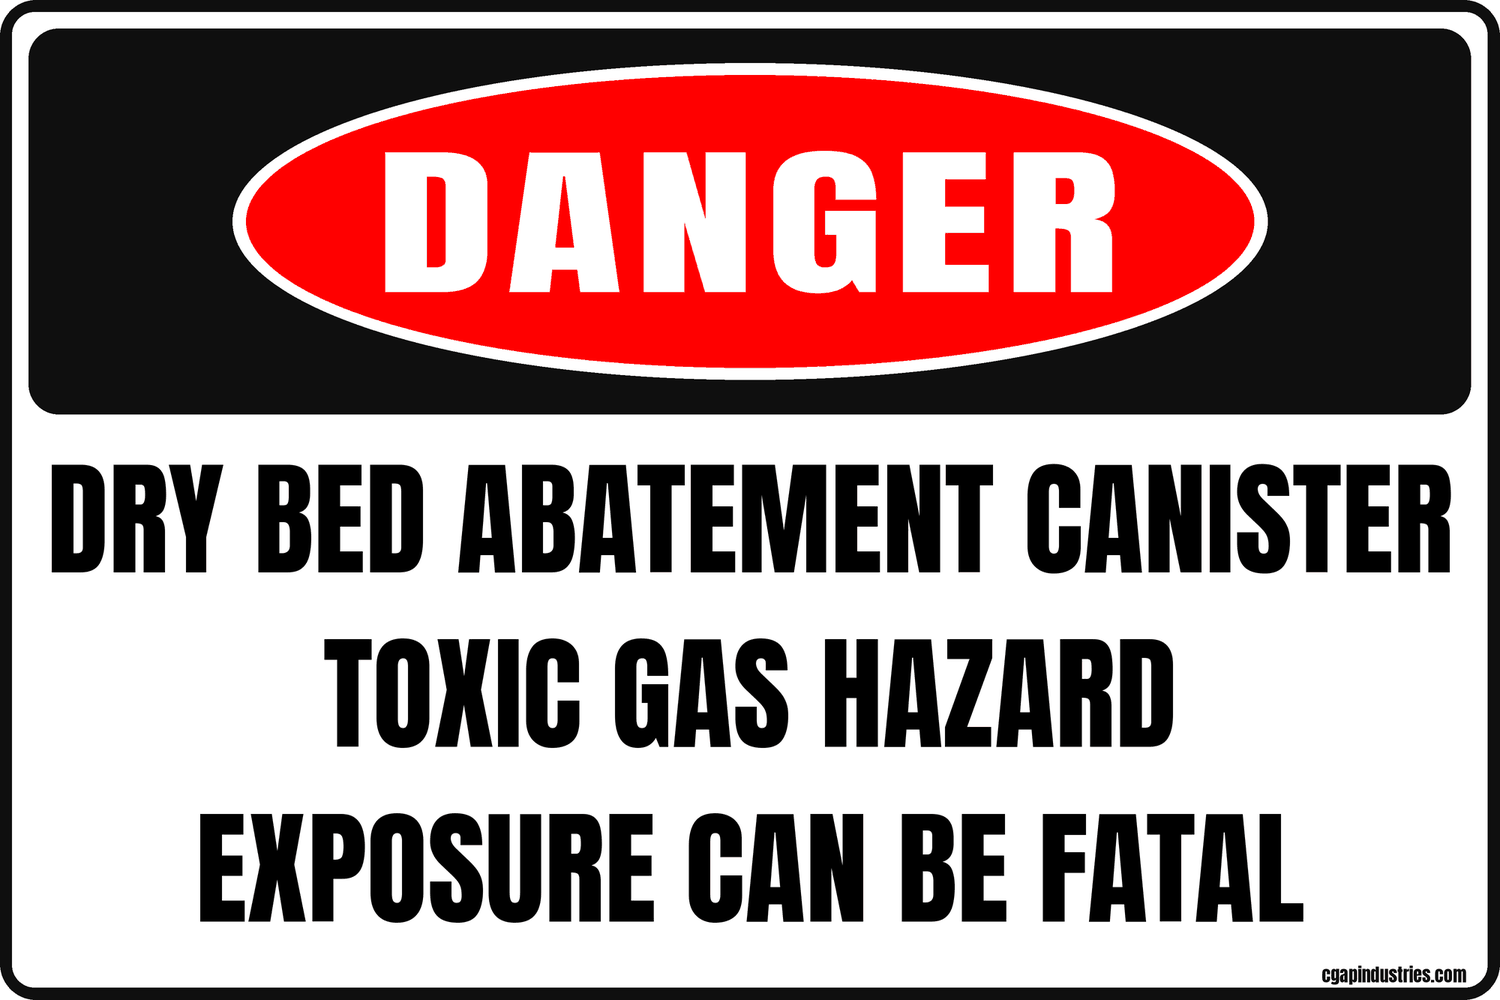 DANGER
DRY BED ABATEMENT CANISTER
TOXIC GAS HAZARD
EXPOSURE CAN BE FATAL
cgapindustries.com